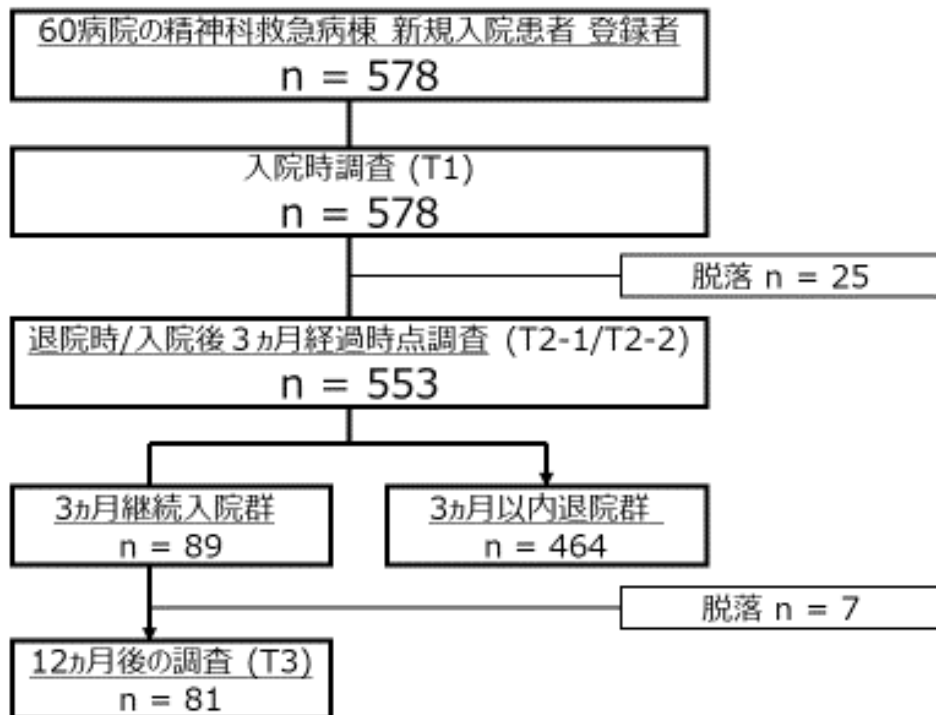 60病院の精神科救急病棟 新規入院患者 登録者
n = 578
入院時調査 (T1)
n = 578
脱落 n = 25
退院時/入院後３ヵ月経過時点調査 (T2-1/T2-2)
n = 553
3ヵ月継続入院群
n = 89
3ヵ月以内退院群
n = 464
脱落 n = 7
12ヵ月後の調査 (T3)
n = 81